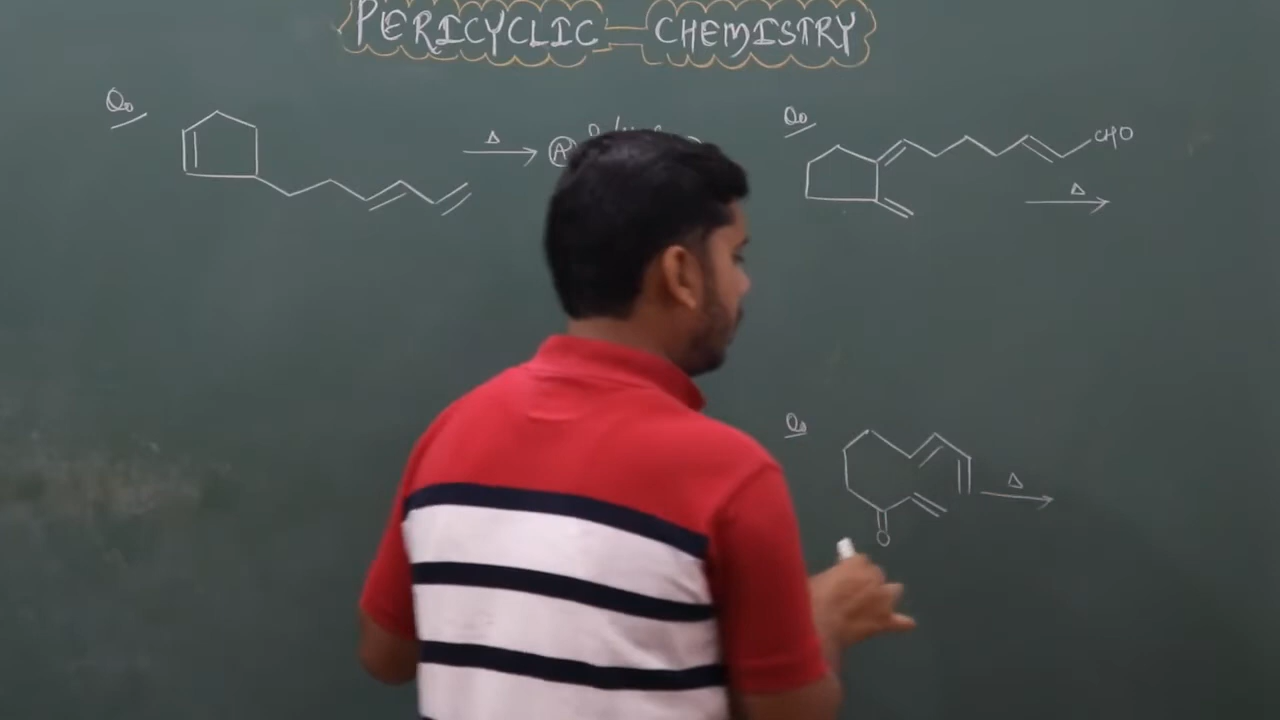 PERICYCLIC CHEMISTRY
Q.
Δ
Ⓐ
Q.
CHO
Δ
Q.
O
Δ